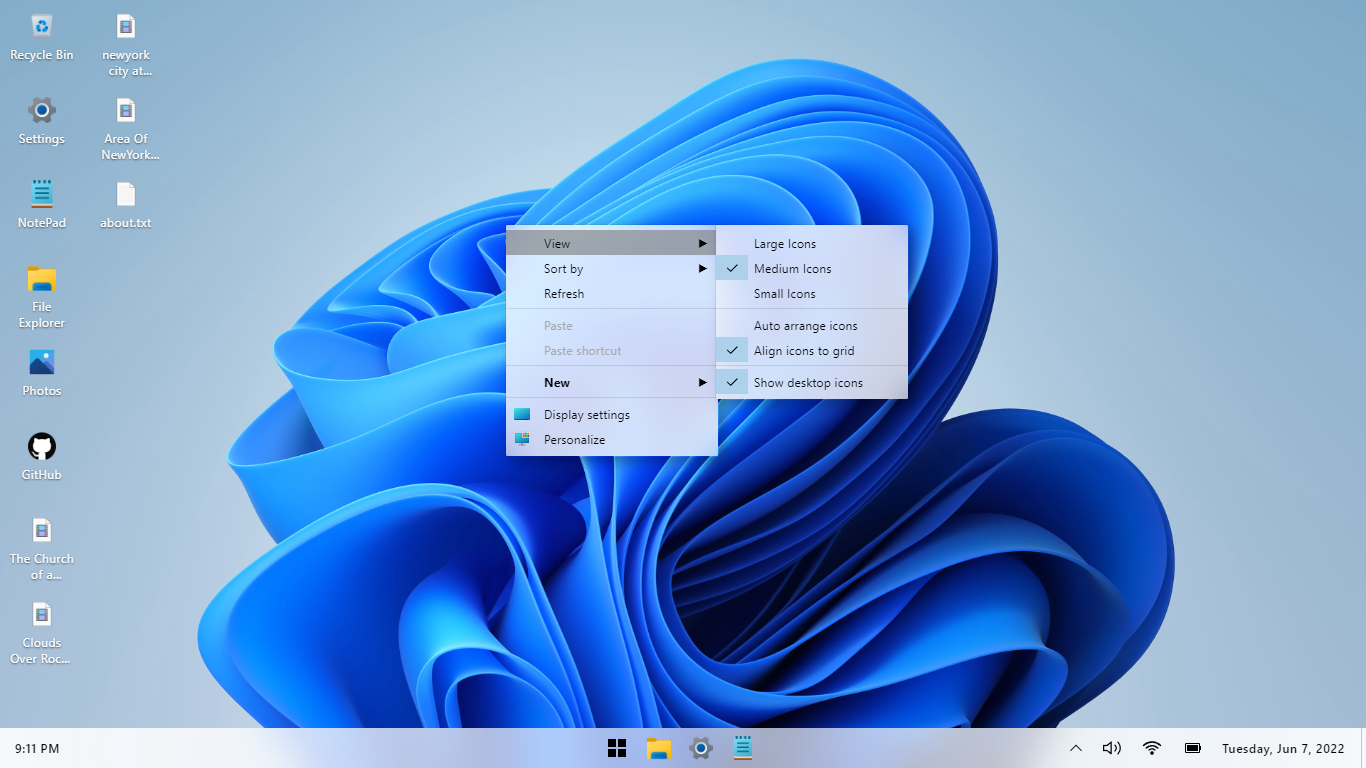 Recycle Bin
newyork
city at...
Settings
Area Of
NewYork...
NotePad
about.txt
File
Explorer
Photos
GitHub
The Church
of a...
Clouds
Over Roc...
View
Sort by
Refresh
Paste
Paste shortcut
New
Display settings
Personalize
Large Icons
Medium Icons
Small Icons
Auto arrange icons
Align icons to grid
Show desktop icons
9:11 PM
Tuesday, Jun 7, 2022